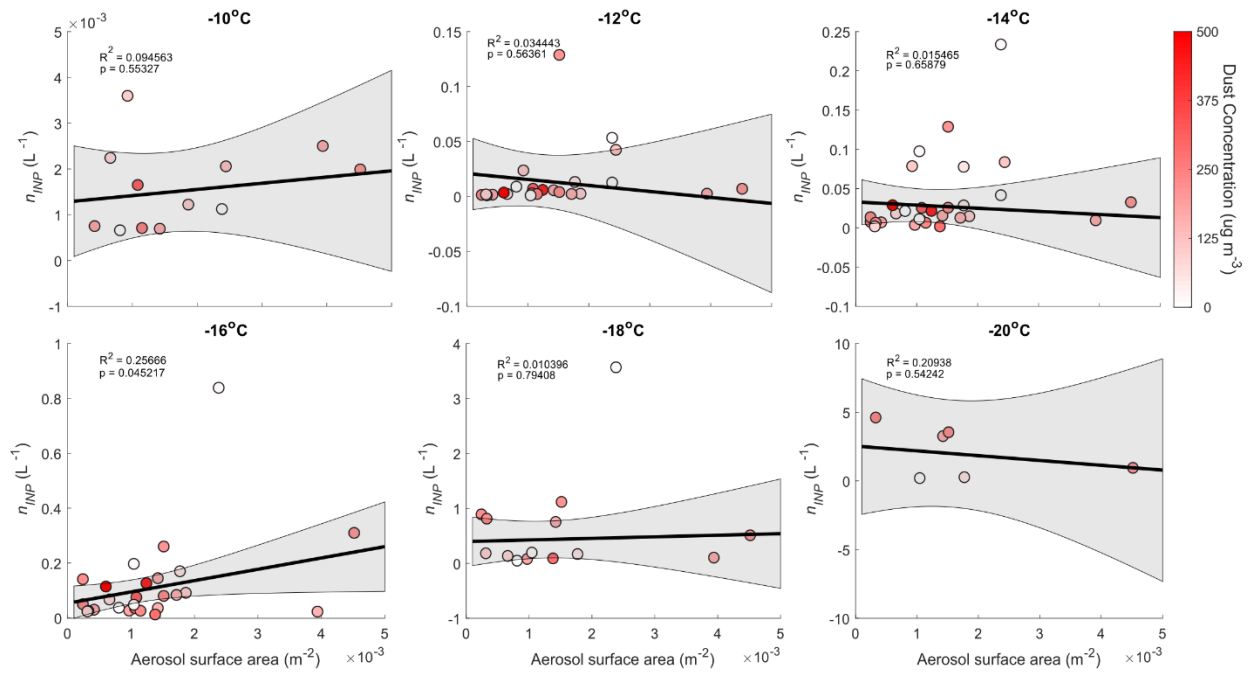 -10°C
×10⁻³
R² = 0.094563
p = 0.55327
5
4
3
2
1
0
-1
n_INP (L⁻¹)
-12°C
R² = 0.034443
p = 0.56361
0.15
0.1
0.05
0
-0.05
-0.1
n_INP (L⁻¹)
-14°C
R² = 0.015465
p = 0.65879
0.25
0.2
0.15
0.1
0.05
0
-0.05
-0.1
n_INP (L⁻¹)
500
375
250
125
0
Dust Concentration (ug m⁻³)
-16°C
R² = 0.25666
p = 0.045217
1
0.8
0.6
0.4
0.2
0
n_INP (L⁻¹)
0 1 2 3 4 5
Aerosol surface area (m⁻²) ×10⁻³
-18°C
R² = 0.010396
p = 0.79408
4
3
2
1
0
-1
n_INP (L⁻¹)
0 1 2 3 4 5
Aerosol surface area (m⁻²) ×10⁻³
-20°C
R² = 0.20938
p = 0.54242
10
5
0
-5
-10
n_INP (L⁻¹)
0 1 2 3 4 5
Aerosol surface area (m⁻²) ×10⁻³